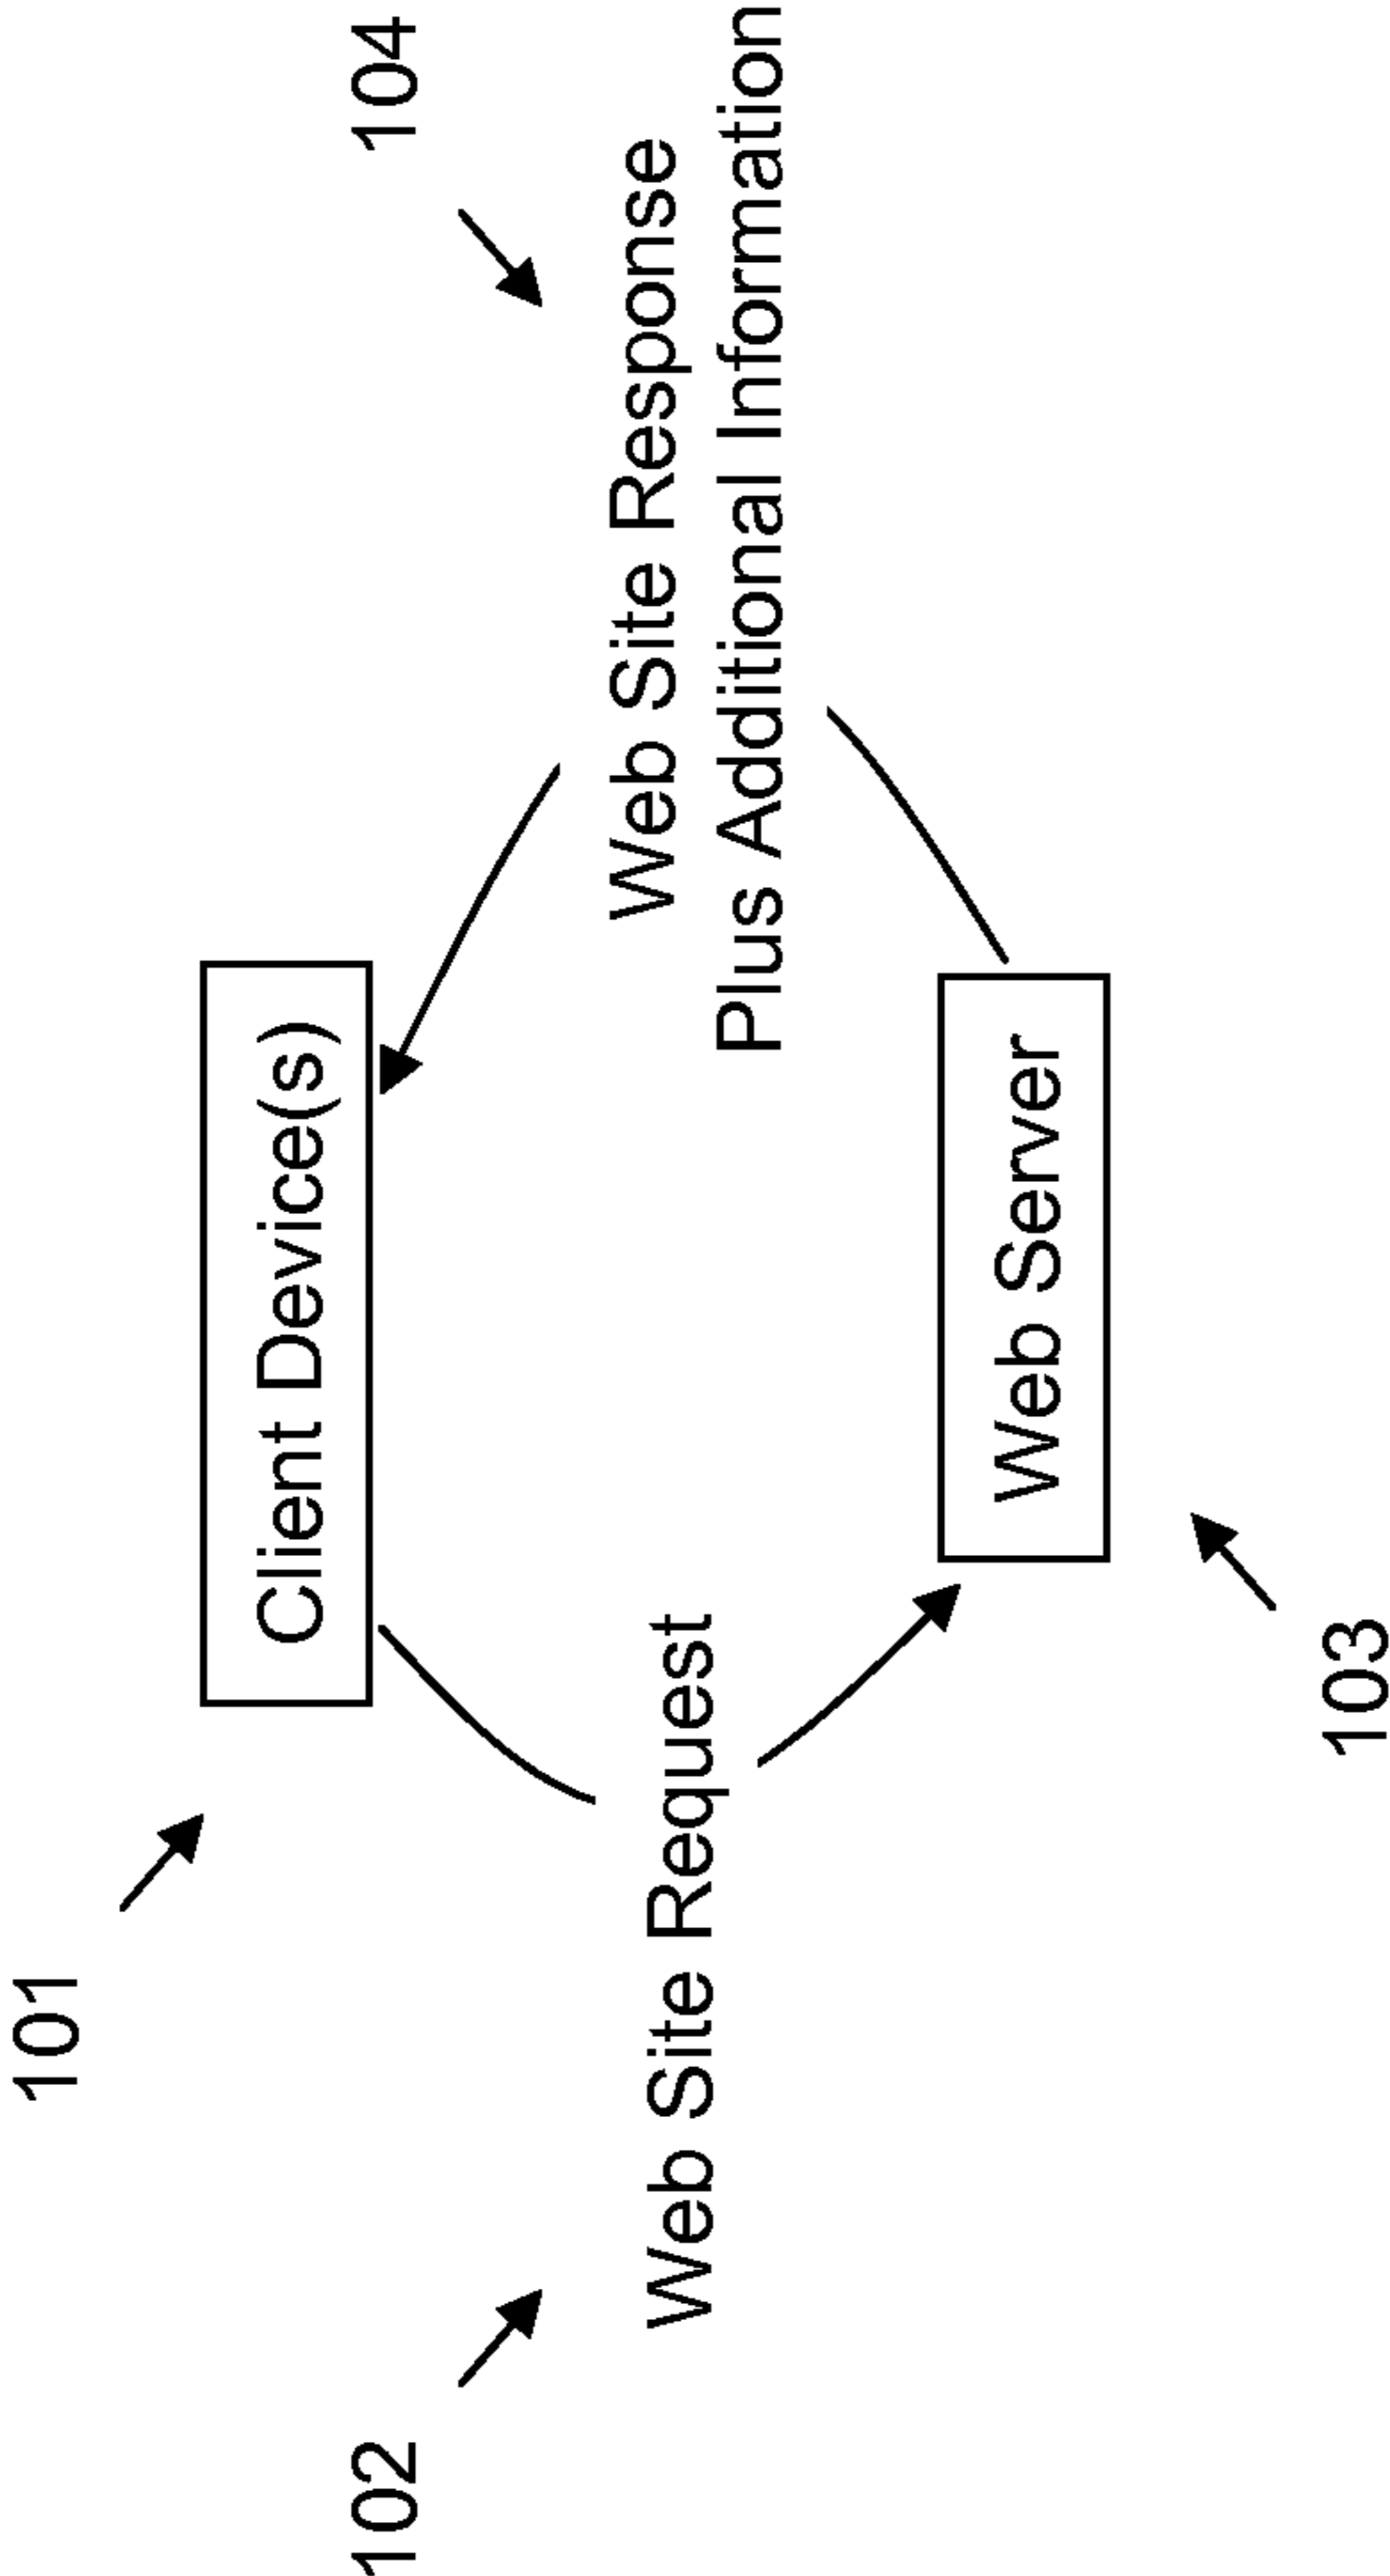 101
Client Device(s)
102
104
Web Site Request
Web Site Response
Plus Additional Information
Web Server
103